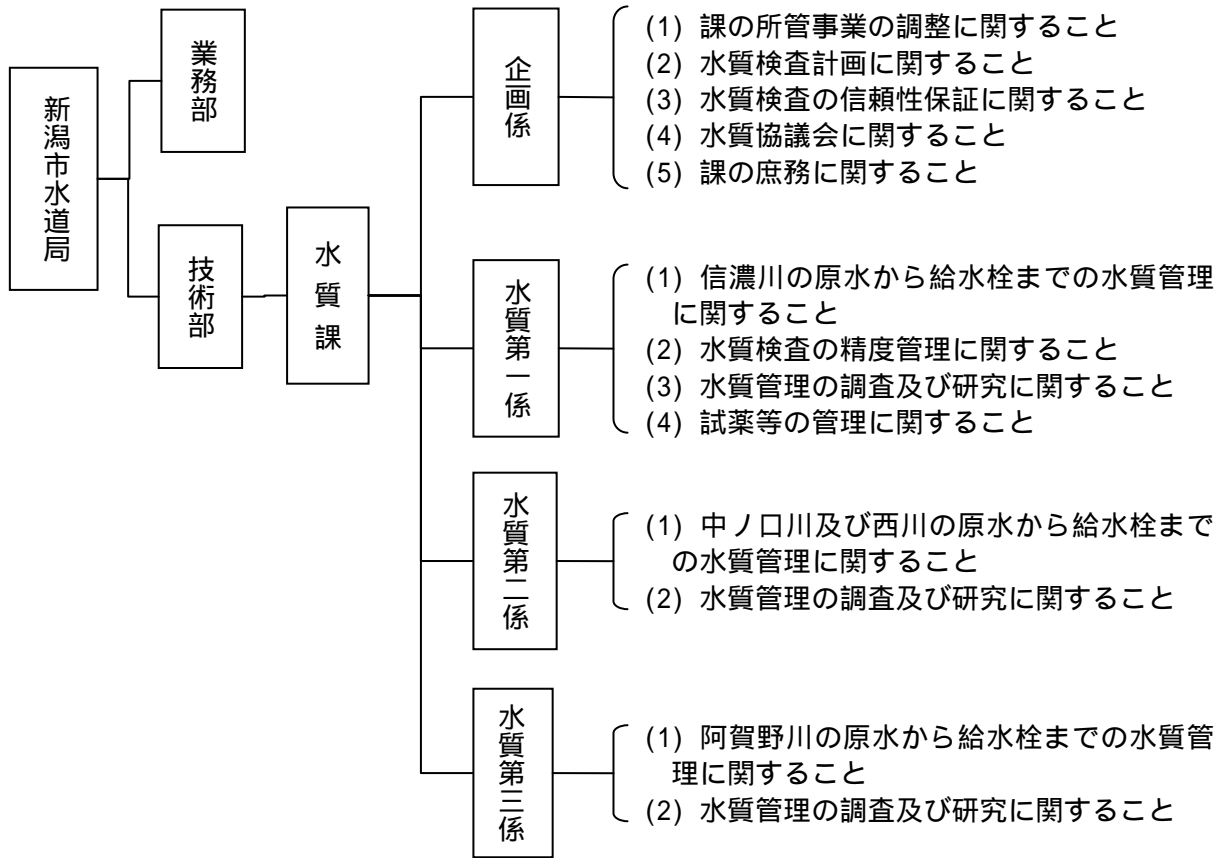 新潟市水道局
業務部
技術部
水質課
企画係
(1) 課の所管事業の調整に関すること
(2) 水質検査計画に関すること
(3) 水質検査の信頼性保証に関すること
(4) 水質協議会に関すること
(5) 課の庶務に関すること
水質第一係
(1) 信濃川の原水から給水栓までの水質管理
に関すること
(2) 水質検査の精度管理に関すること
(3) 水質管理の調査及び研究に関すること
(4) 試薬等の管理に関すること
水質第二係
(1) 中ノ口川及び西川の原水から給水栓まで
の水質管理に関すること
(2) 水質管理の調査及び研究に関すること
水質第三係
(1) 阿賀野川の原水から給水栓までの水質管
理に関すること
(2) 水質管理の調査及び研究に関すること